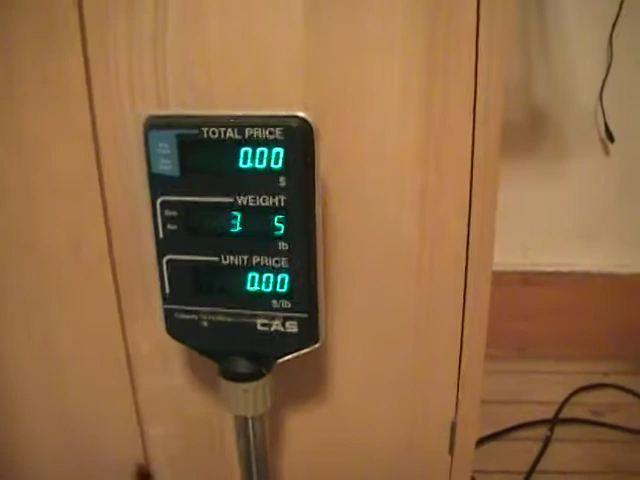 TOTAL PRICE
0.00
$
WEIGHT
3. 5
lb
UNIT PRICE
0.00
$/lb
CAS